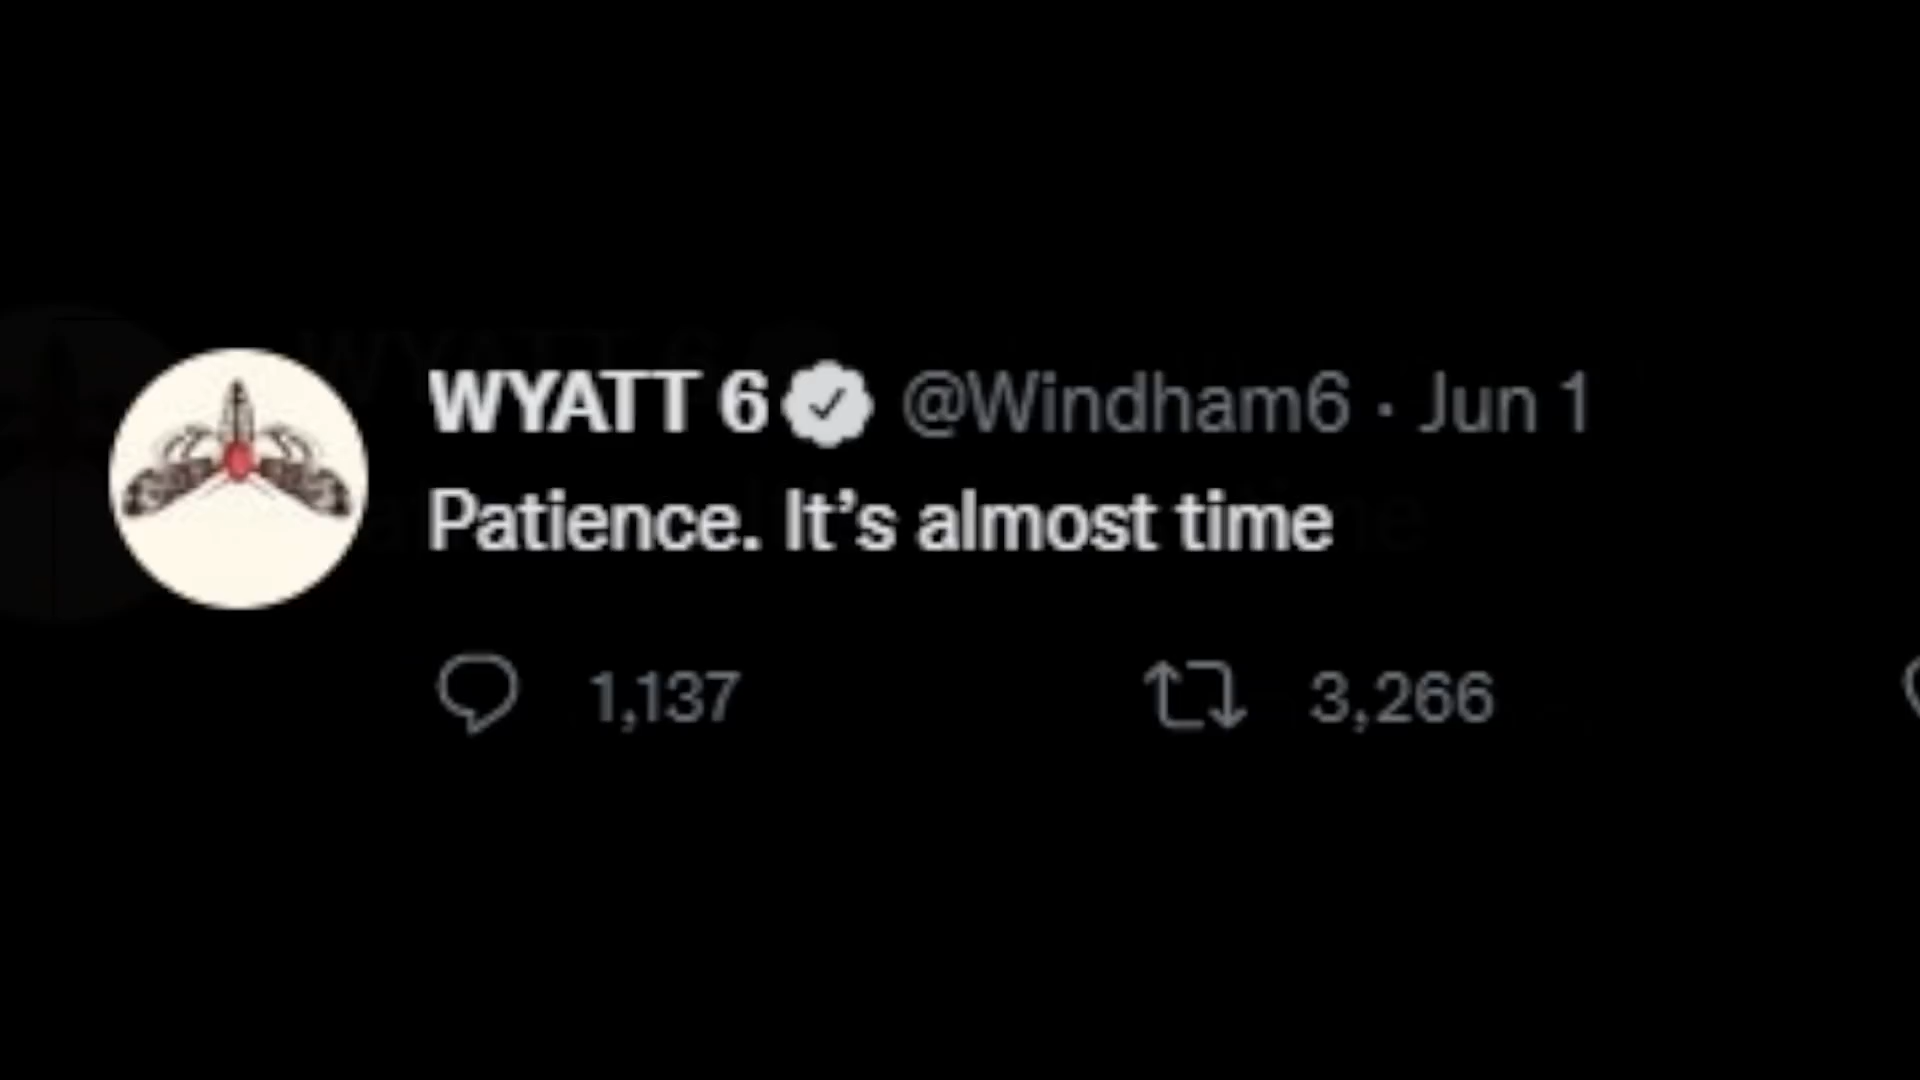 WYATT 6 @Windham6 · Jun 1
Patience. It’s almost time
1,137 3,266